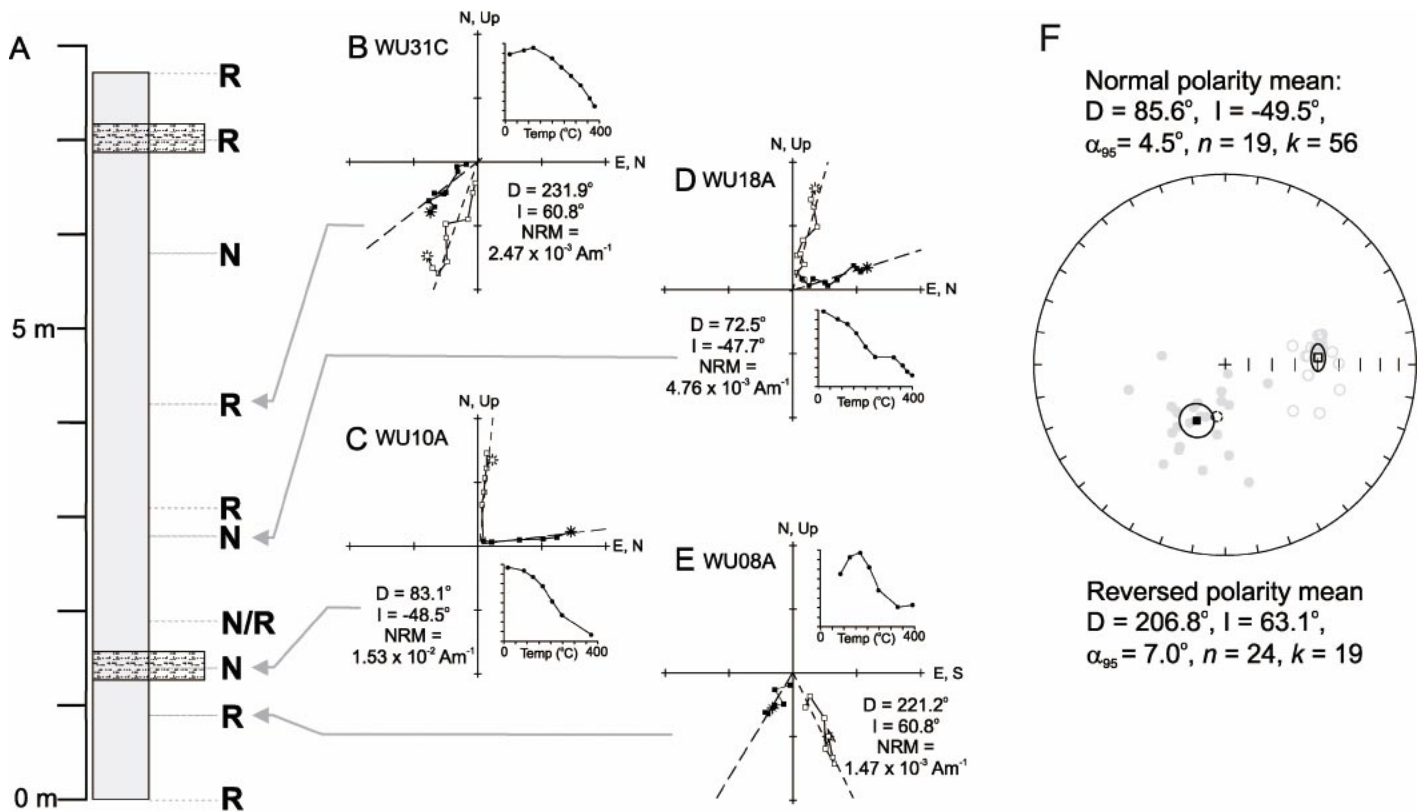 A
R
R
N
5 m
R
R
N
N/R
N
R
0 m
R
B WU31C
N, Up
E, N
0 Temp (°C) 400
D = 231.9°
I = 60.8°
NRM =
2.47 x 10⁻³ Am⁻¹
C WU10A
N, Up
E, N
D = 83.1°
I = -48.5°
NRM =
1.53 x 10⁻² Am⁻¹
0 Temp (°C) 400
D WU18A
N, Up
E, N
D = 72.5°
I = -47.7°
NRM =
4.76 x 10⁻³ Am⁻¹
0 Temp (°C) 400
E WU08A
N, Up
E, S
0 Temp (°C) 400
D = 221.2°
I = 60.8°
NRM =
1.47 x 10⁻³ Am⁻¹
F
Normal polarity mean:
D = 85.6°, I = -49.5°,
α₉₅ = 4.5°, n = 19, k = 56
Reversed polarity mean
D = 206.8°, I = 63.1°,
α₉₅ = 7.0°, n = 24, k = 19